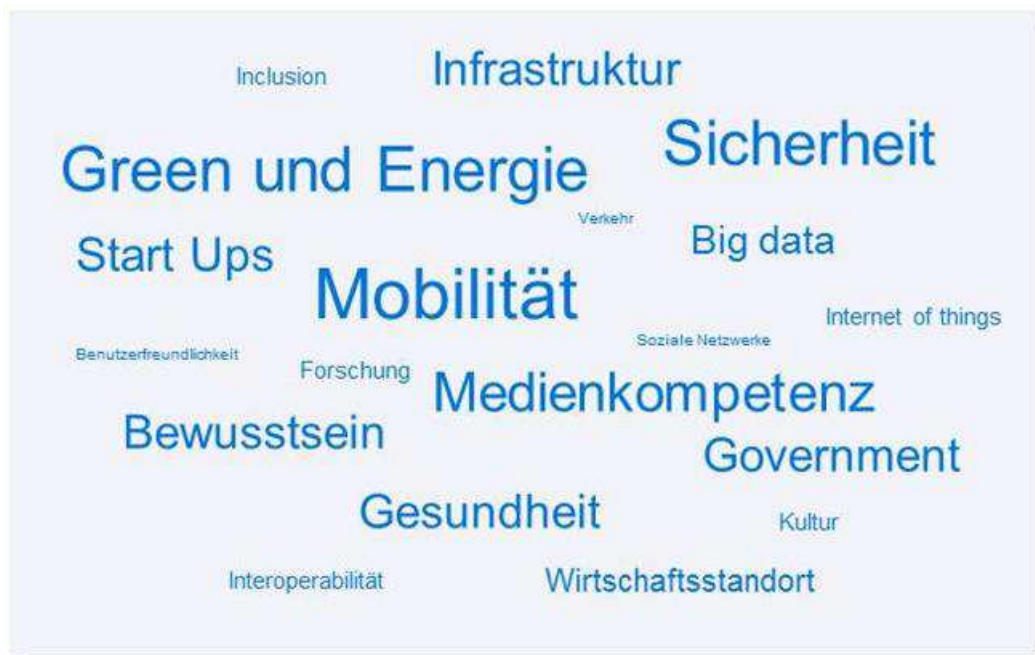 Inclusion
Infrastruktur
Sicherheit
Green und Energie
Verkehr
Start Ups
Big data
Mobilität
Internet of things
Soziale Netzwerke
Benutzerfreundlichkeit
Forschung
Medienkompetenz
Bewusstsein
Government
Gesundheit
Kultur
Interoperabilität
Wirtschaftsstandort